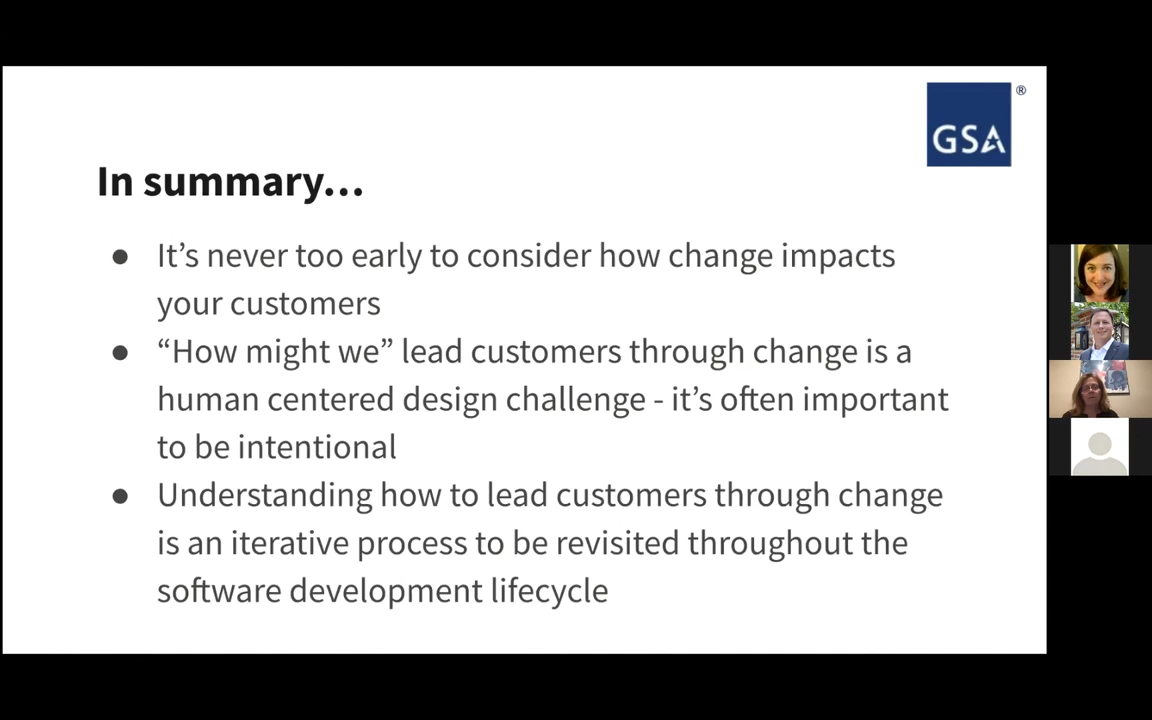 GSA ®
In summary...
● It’s never too early to consider how change impacts
your customers
● “How might we” lead customers through change is a
human centered design challenge - it’s often important
to be intentional
● Understanding how to lead customers through change
is an iterative process to be revisited throughout the
software development lifecycle